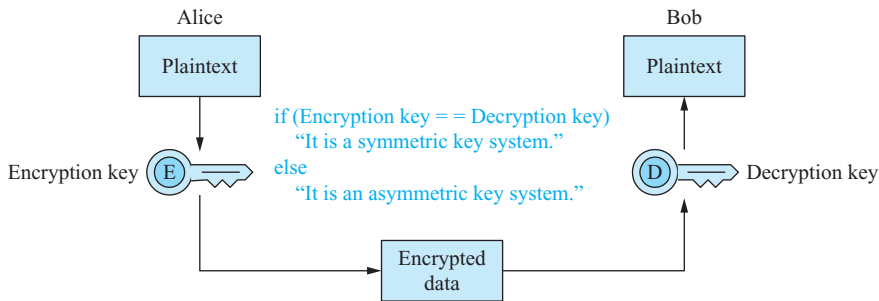 Alice
Bob
Plaintext
Plaintext
if (Encryption key = = Decryption key)
“It is a symmetric key system.”
else
“It is an asymmetric key system.”
Encryption key
E
D
Decryption key
Encrypted
data